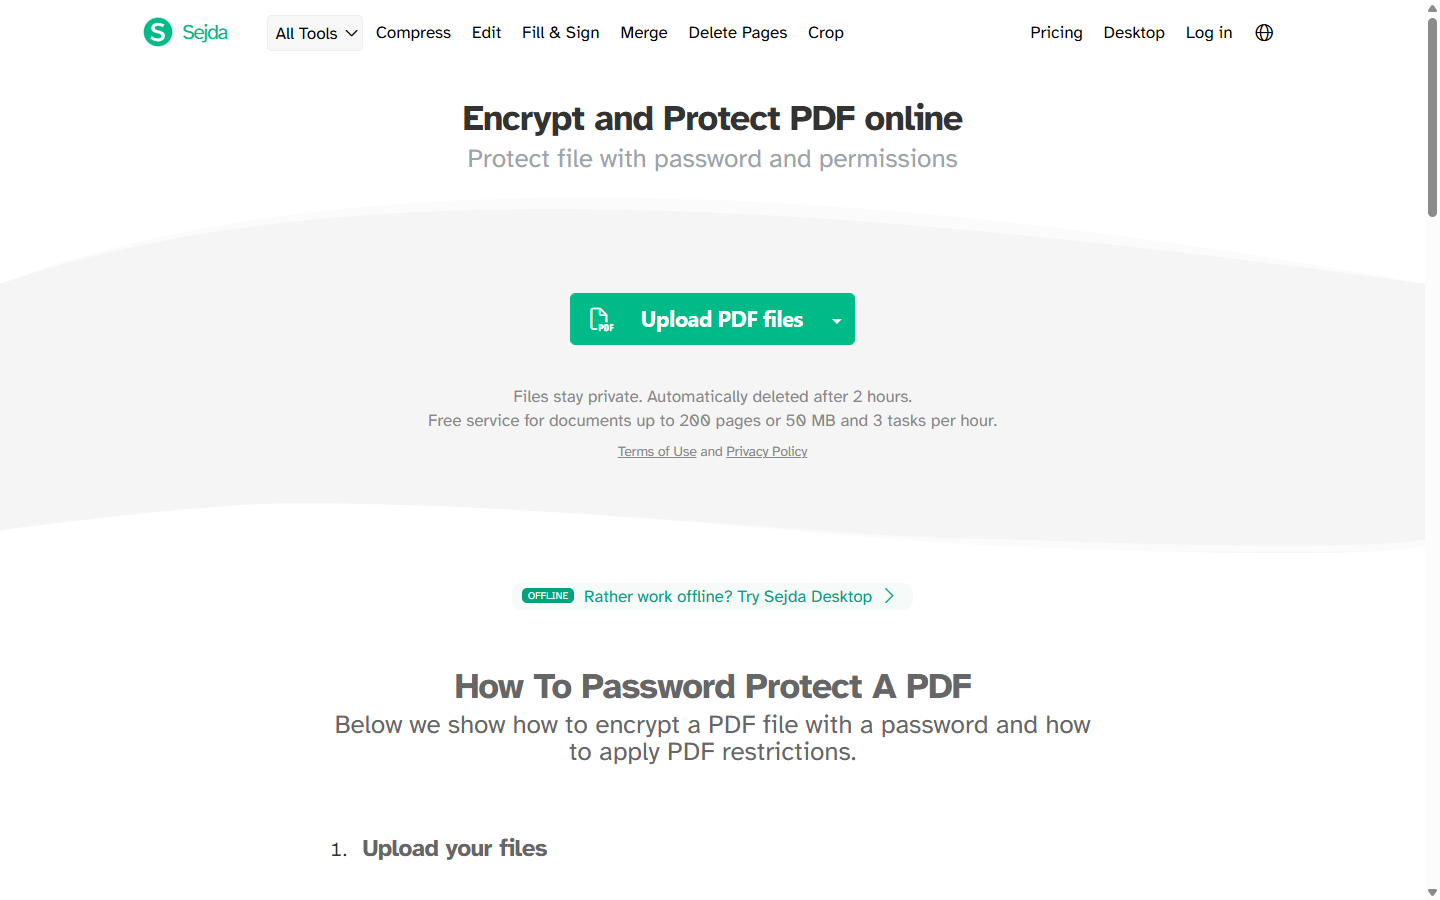 Sejda
All Tools
Compress
Edit
Fill & Sign
Merge
Delete Pages
Crop
Pricing
Desktop
Log in
Encrypt and Protect PDF online
Protect file with password and permissions
PDF
Upload PDF files
Files stay private. Automatically deleted after 2 hours.
Free service for documents up to 200 pages or 50 MB and 3 tasks per hour.
Terms of Use and Privacy Policy
OFFLINE Rather work offline? Try Sejda Desktop
How To Password Protect A PDF
Below we show how to encrypt a PDF file with a password and how
to apply PDF restrictions.
1. Upload your files